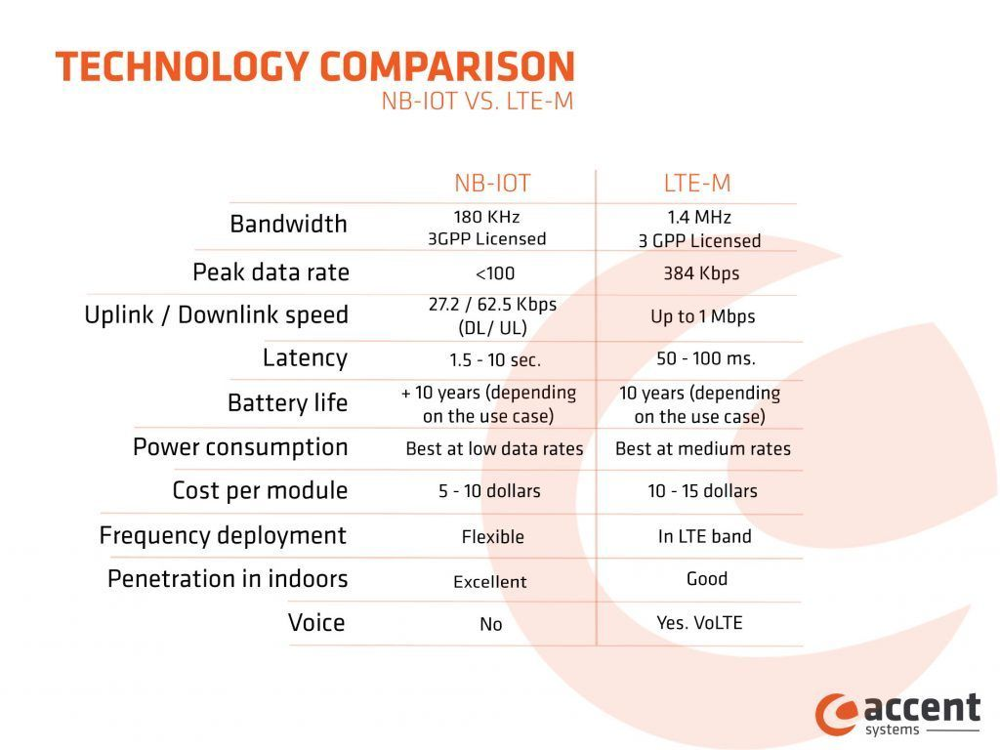 TECHNOLOGY COMPARISON
NB-IOT VS. LTE-M
NB-IOT LTE-M
Bandwidth 180 KHz 1.4 MHz
3GPP Licensed 3 GPP Licensed
Peak data rate <100 384 Kbps
Uplink / Downlink speed 27.2 / 62.5 Kbps Up to 1 Mbps
(DL/ UL)
Latency 1.5 - 10 sec. 50 - 100 ms.
Battery life + 10 years (depending 10 years (depending
on the use case) on the use case)
Power consumption Best at low data rates Best at medium rates
Cost per module 5 - 10 dollars 10 - 15 dollars
Frequency deployment Flexible In LTE band
Penetration in indoors Excellent Good
Voice No Yes. VoLTE
accent
systems